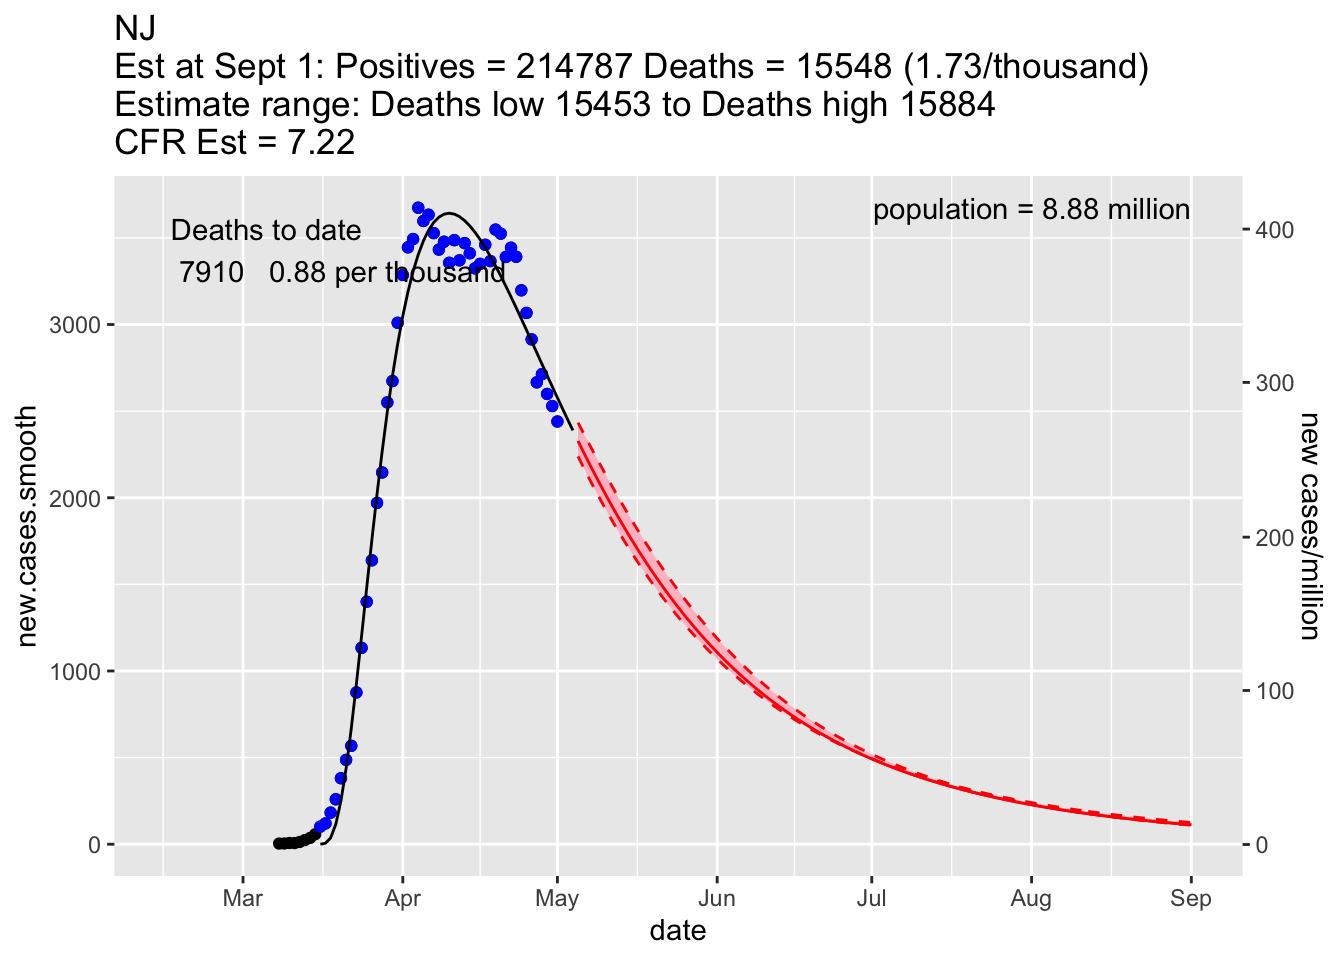 NJ
Est at Sept 1: Positives = 214787 Deaths = 15548 (1.73/thousand)
Estimate range: Deaths low 15453 to Deaths high 15884
CFR Est = 7.22
Deaths to date
7910 0.88 per thousand
population = 8.88 million
new.cases.smooth
3000
2000
1000
0
400
300
200
100
0
new cases/million
Mar Apr May Jun Jul Aug Sep
date